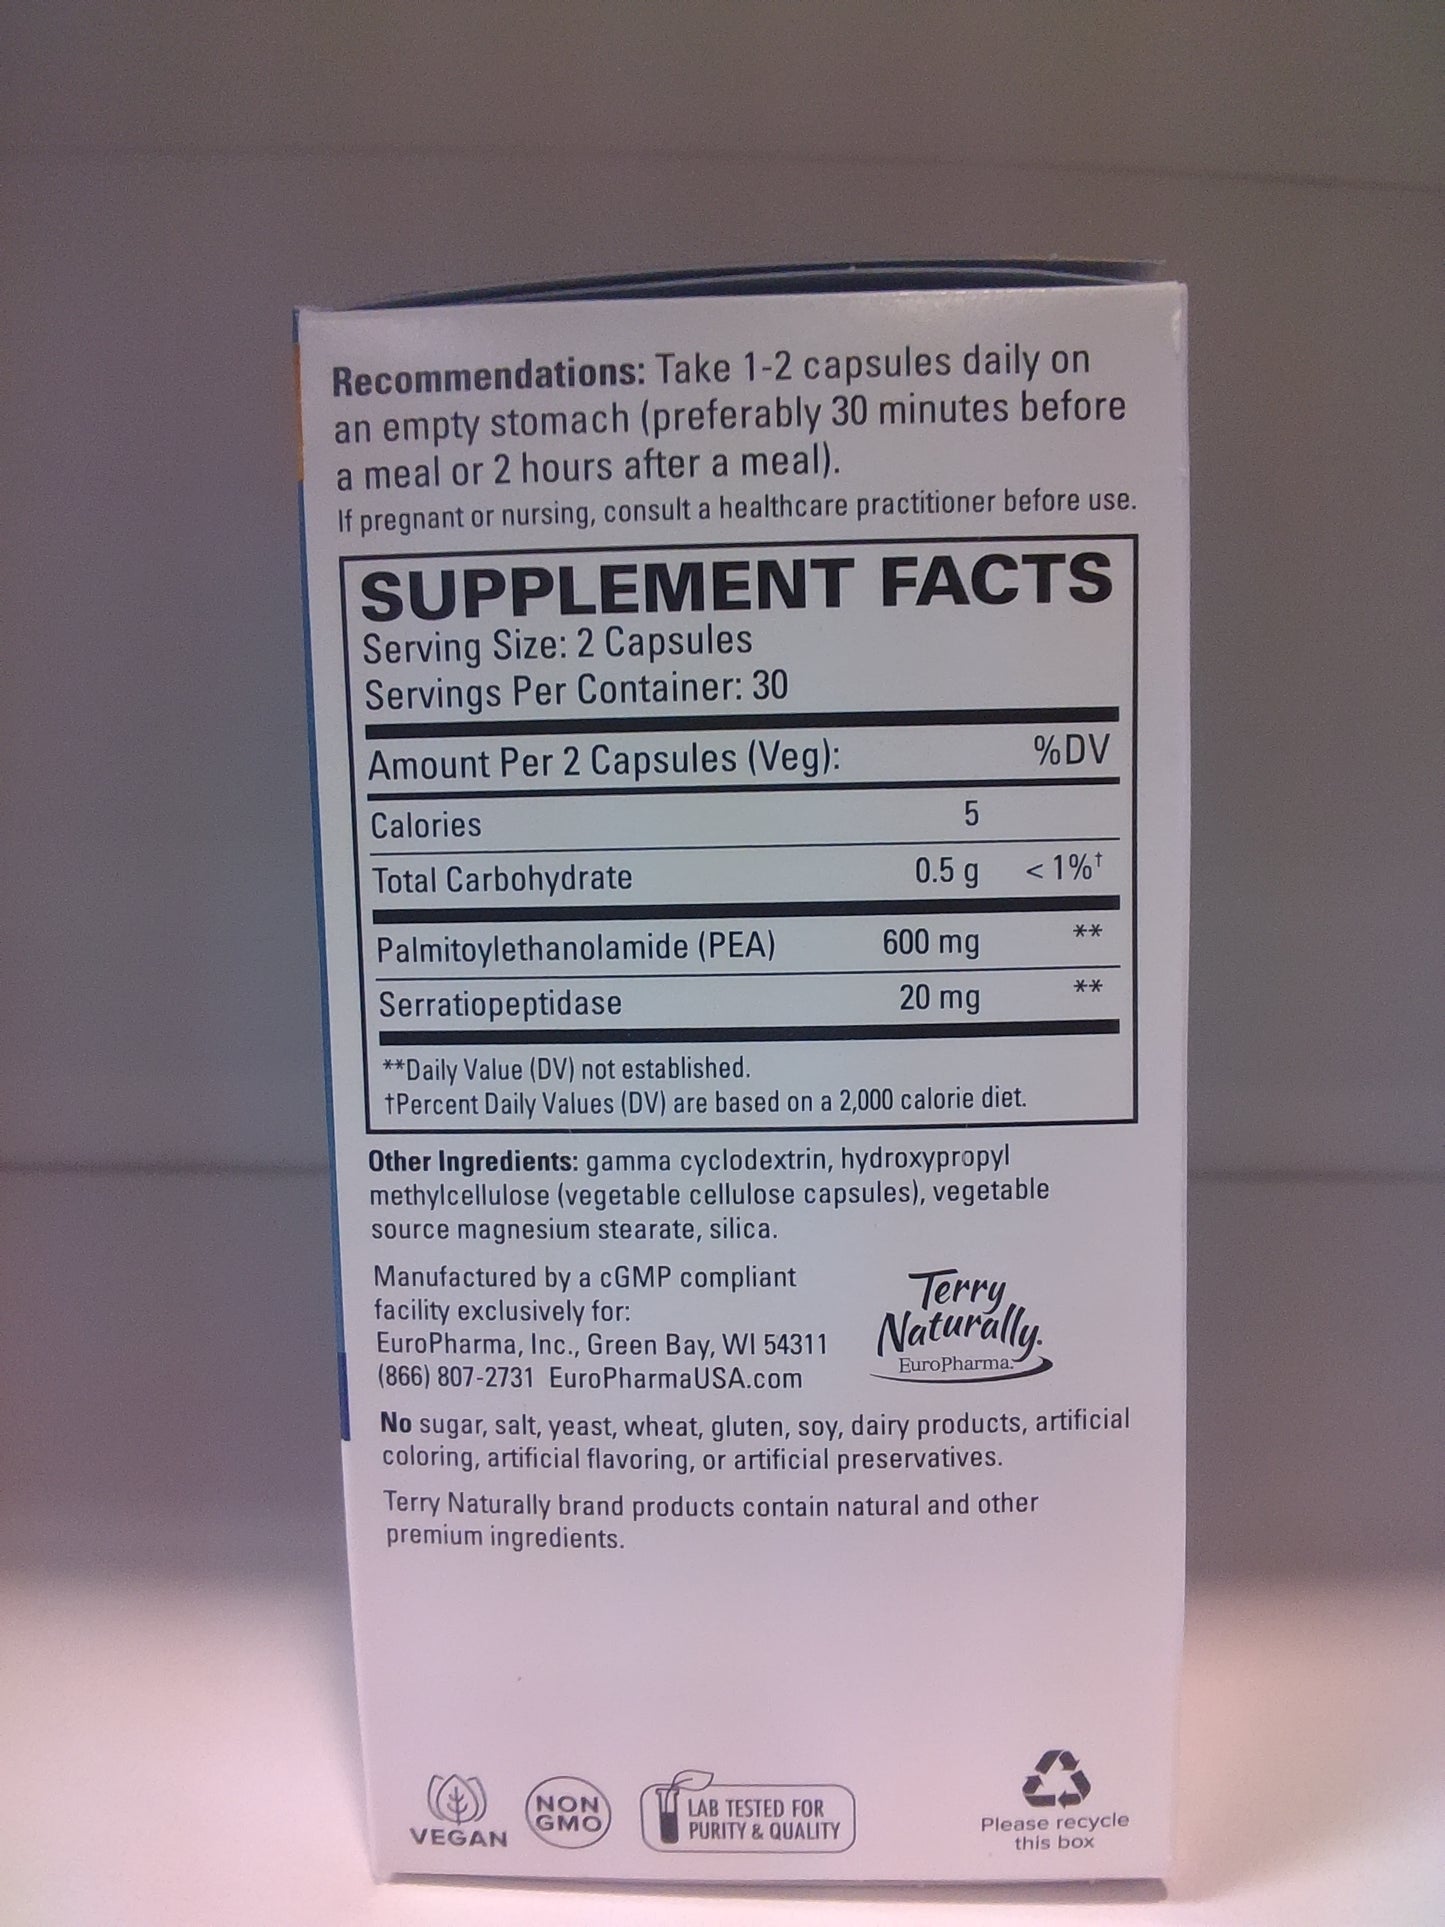 Recommendations: Take 1-2 capsules daily on
an empty stomach (preferably 30 minutes before
a meal or 2 hours after a meal).
If pregnant or nursing, consult a healthcare practitioner before use.
SUPPLEMENT FACTS
Serving Size: 2 Capsules
Servings Per Container: 30
Amount Per 2 Capsules (Veg): %DV
Calories 5
Total Carbohydrate 0.5 g < 1%†
Palmitoylethanolamide (PEA) 600 mg **
Serratiopeptidase 20 mg **
**Daily Value (DV) not established.
†Percent Daily Values (DV) are based on a 2,000 calorie diet.
Other Ingredients: gamma cyclodextrin, hydroxypropyl
methylcellulose (vegetable cellulose capsules), vegetable
source magnesium stearate, silica.
Manufactured by a cGMP compliant
facility exclusively for:
EuroPharma, Inc., Green Bay, WI 54311
(866) 807-2731 EuroPharmaUSA.com
Terry
Naturally.
EuroPharma.
No sugar, salt, yeast, wheat, gluten, soy, dairy products, artificial
coloring, artificial flavoring, or artificial preservatives.
Terry Naturally brand products contain natural and other
premium ingredients.
VEGAN
NON
GMO
LAB TESTED FOR
PURITY & QUALITY
Please recycle
this box